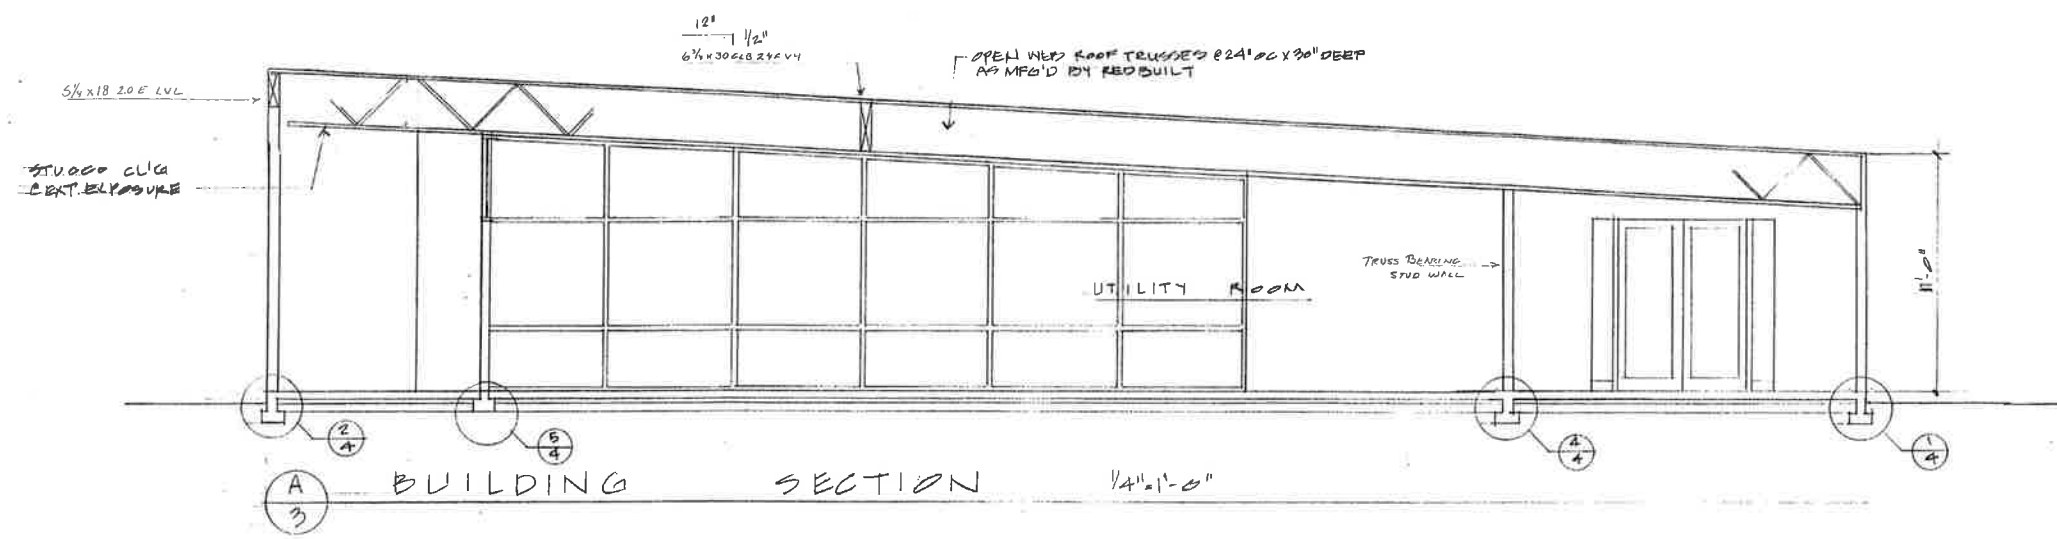 12"
1/2"
6 3/4 x 30 GLB 24F V4
OPEN WEB ROOF TRUSSES @ 24" OC x 30" DEEP
AS MFG'D BY REDBUILT
5 1/4 x 18 2.0 E LVL
STUCCO CL'G
@ EXT. EXPOSURE
TRUSS BEARING
STUD WALL
UTILITY ROOM
11'-0"
2
4
5
4
4
4
1
4
A
3
BUILDING SECTION 1/4"=1'-0"